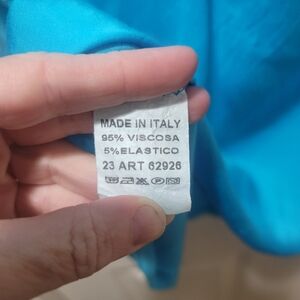 MADE IN ITALY
95% VISCOSA
5%ELASTICO
23 ART 62926